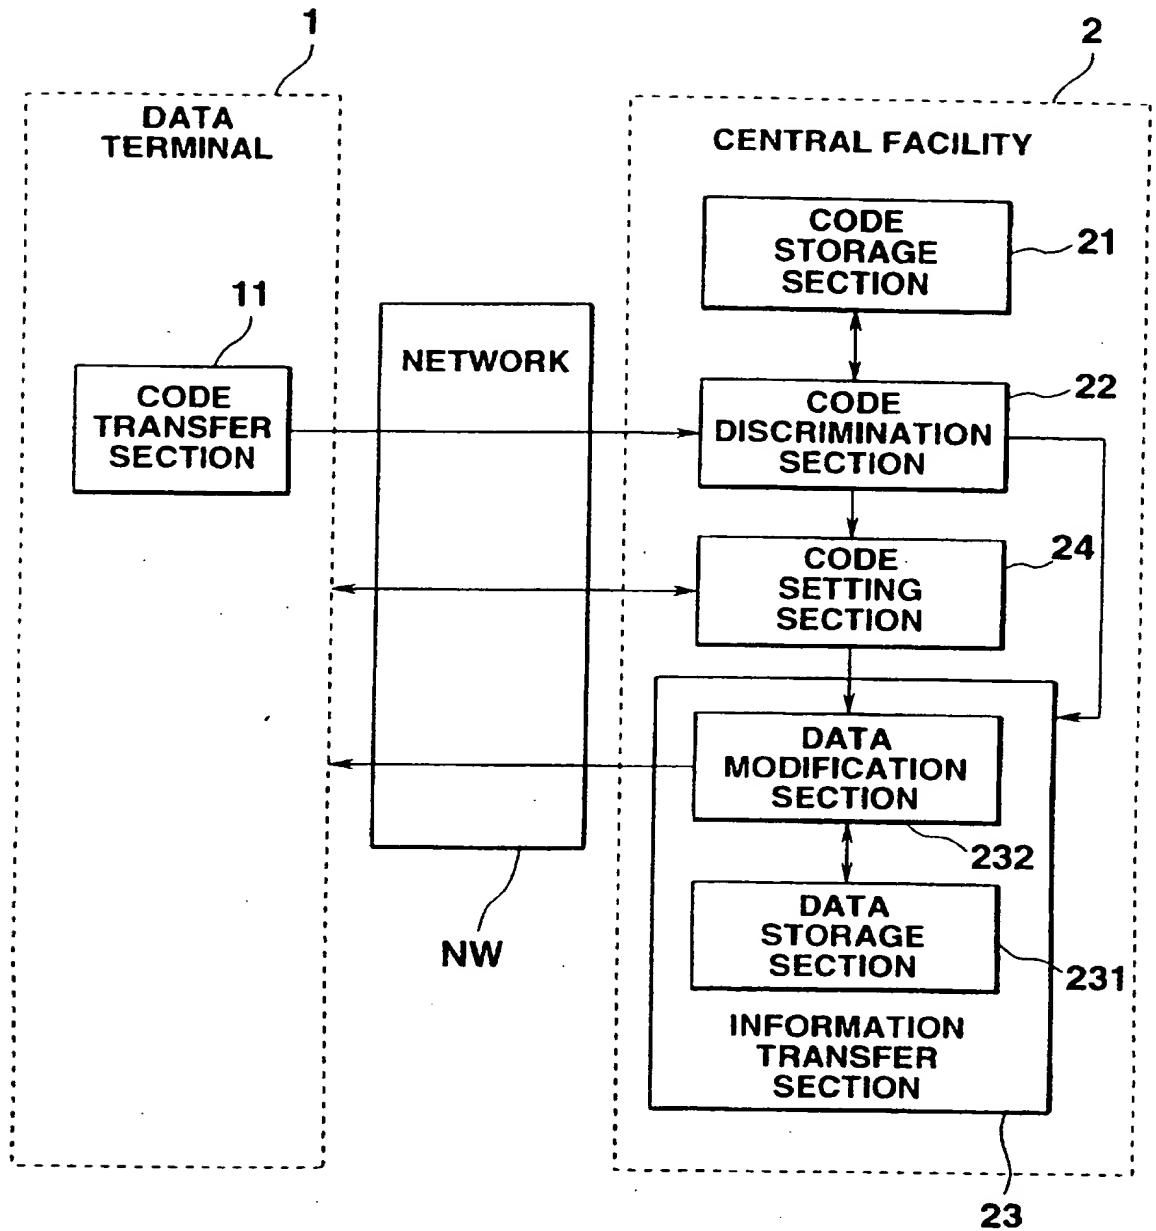 1
2
DATA
TERMINAL
CENTRAL FACILITY
CODE
STORAGE
SECTION
21
11
NETWORK
CODE
TRANSFER
SECTION
22
CODE
DISCRIMINATION
SECTION
24
CODE
SETTING
SECTION
DATA
MODIFICATION
SECTION
232
DATA
STORAGE
SECTION
231
NW
INFORMATION
TRANSFER
SECTION
23